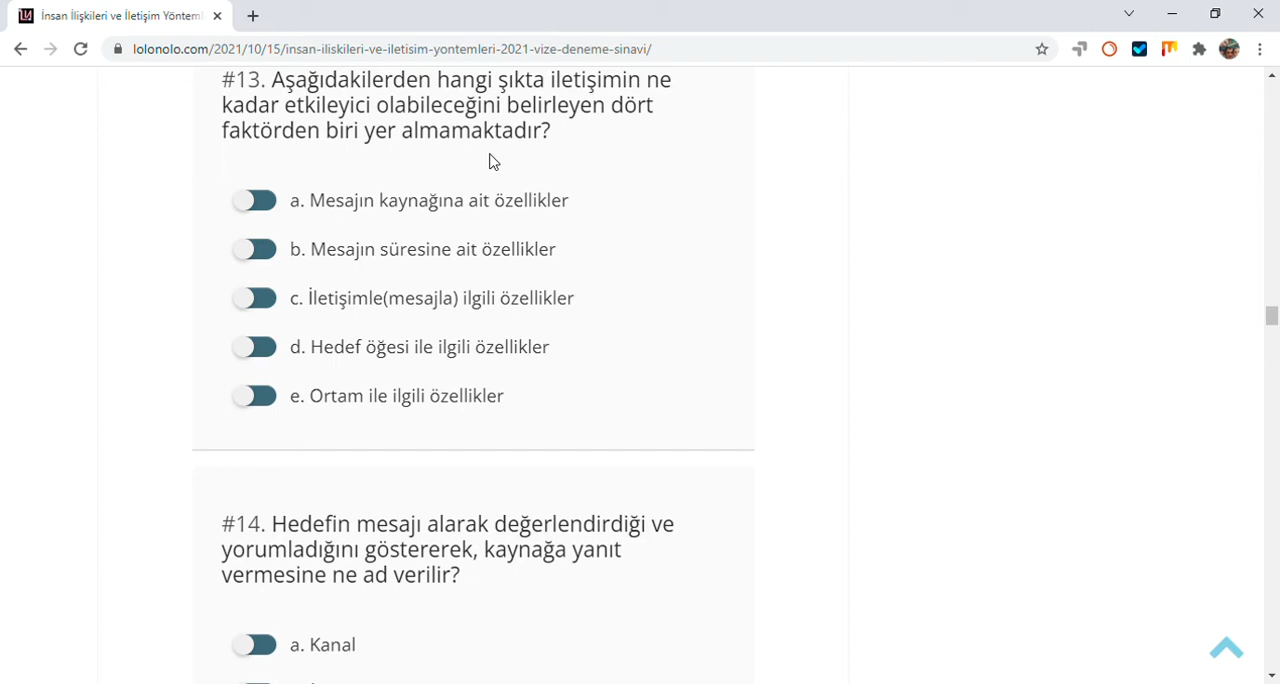 İnsan İlişkileri ve İletişim Yöntem
lolonolo.com/2021/10/15/insan-iliskileri-ve-iletisim-yontemleri-2021-vize-deneme-sinavi/
#13. Aşağıdakilerden hangi şıkta iletişimin ne
kadar etkileyici olabileceğini belirleyen dört
faktörden biri yer almamaktadır?
a. Mesajın kaynağına ait özellikler
b. Mesajın süresine ait özellikler
c. İletişimle(mesajla) ilgili özellikler
d. Hedef öğesi ile ilgili özellikler
e. Ortam ile ilgili özellikler
#14. Hedefin mesajı alarak değerlendirdiği ve
yorumladığını göstererek, kaynağa yanıt
vermesine ne ad verilir?
a. Kanal